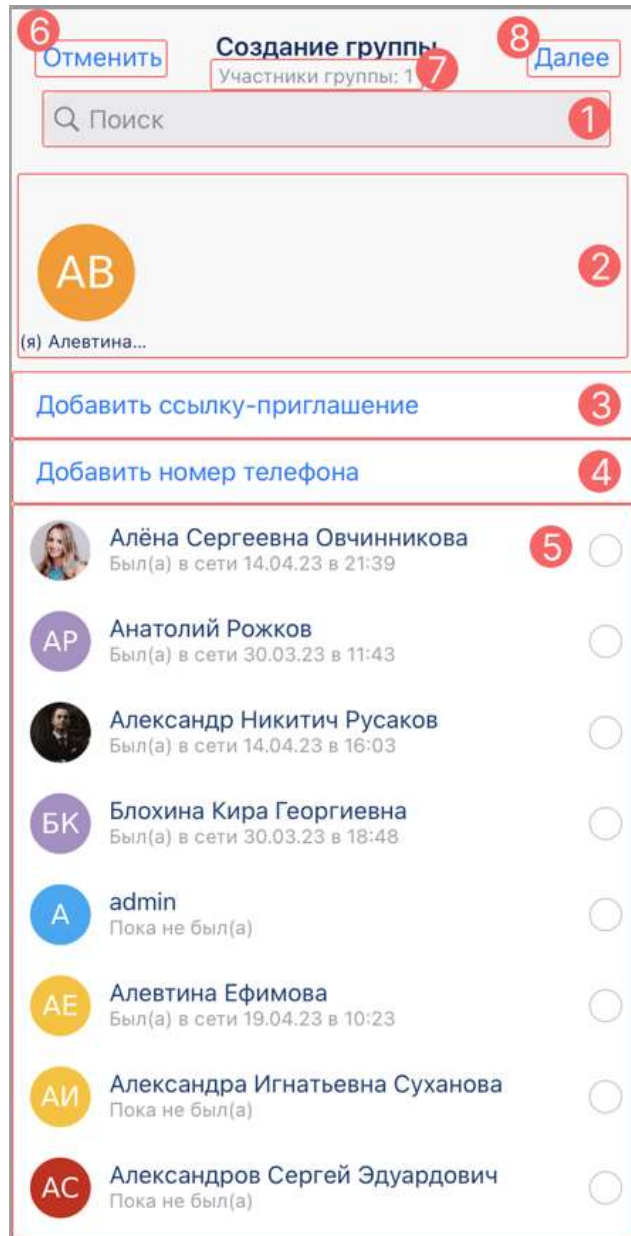 6
8
Отменить
Создание группы
Далее
Участники группы: 1
7
Поиск
1
АВ
2
(я) Алевтина...
Добавить ссылку-приглашение
3
Добавить номер телефона
4
Алёна Сергеевна Овчинникова
5
Был(а) в сети 14.04.23 в 21:39
АР
Анатолий Рожков
Был(а) в сети 30.03.23 в 11:43
Александр Никитич Русаков
Был(а) в сети 14.04.23 в 16:03
БК
Блохина Кира Георгиевна
Был(а) в сети 30.03.23 в 18:48
A
admin
Пока не был(а)
АЕ
Алевтина Ефимова
Был(а) в сети 19.04.23 в 10:23
АИ
Александра Игнатьевна Суханова
Пока не был(а)
АС
Александров Сергей Эдуардович
Пока не был(а)